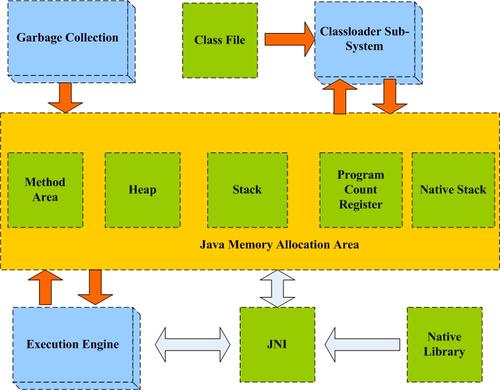 Garbage Collection
Class File
Classloader Sub-
System
Method
Area
Heap
Stack
Program
Count
Register
Native Stack
Java Memory Allocation Area
Execution Engine
JNI
Native
Library